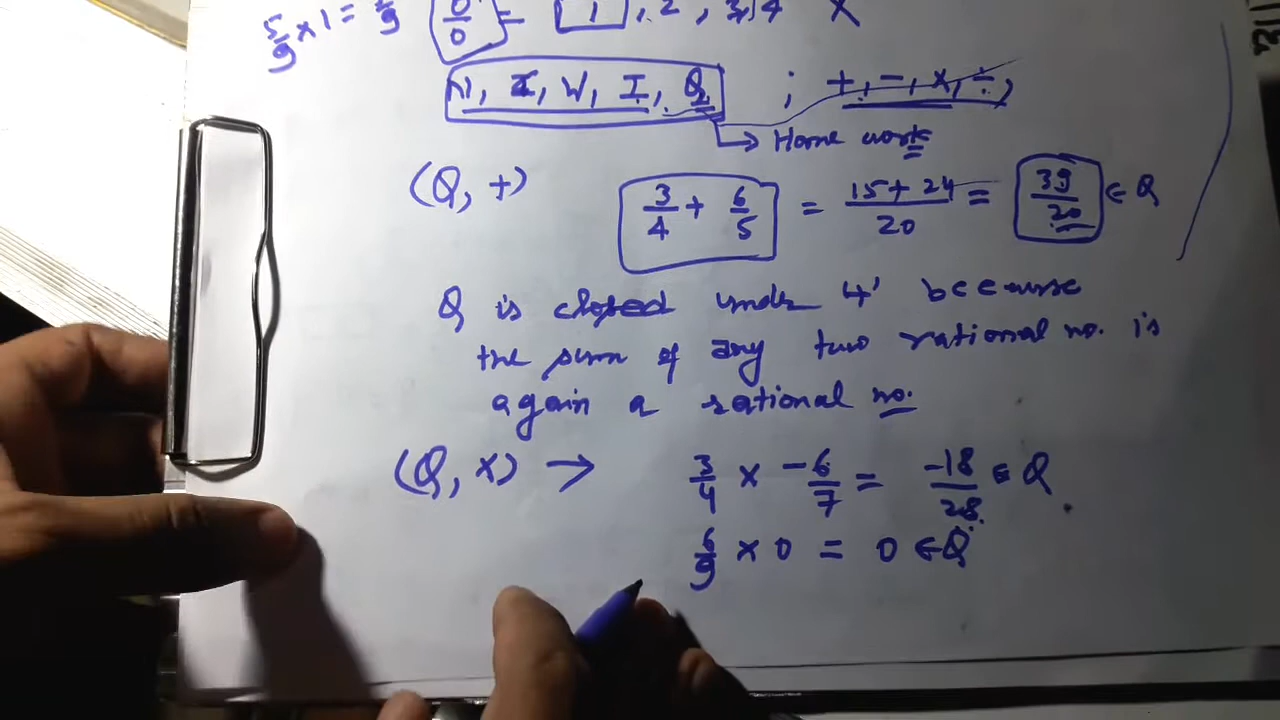 5/9 × 1 = 5/9 0/0 = 1, 2, 3, 4 ×
N, Z, W, I, Q ; +, -, ×, ÷,
→ Home work
(Q, +) 3/4 + 6/5 = 15 + 24/20 = 39/20 ∈ Q
Q is closed under '+' because
the sum of any two rational no. is
again a rational no.
(Q, ×) → 3/4 × -6/7 = -18/28 ∈ Q
6/9 × 0 = 0 ∈ Q